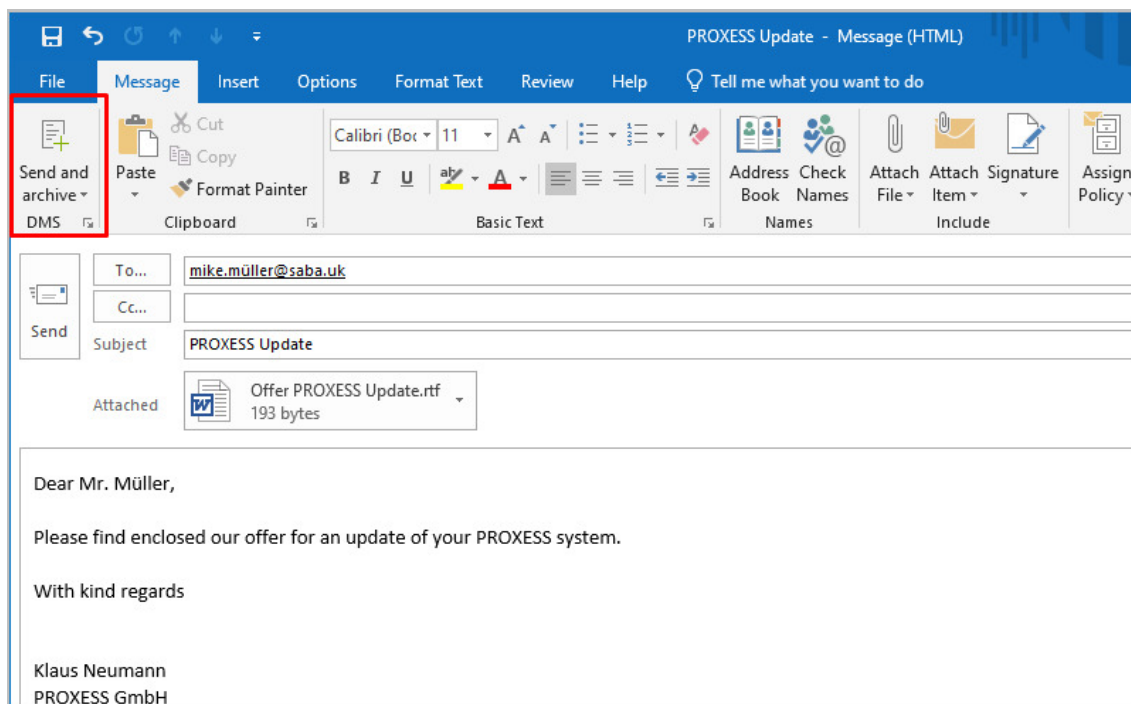 PROXESS Update - Message (HTML)
File Message Insert Options Format Text Review Help Tell me what you want to do
Send and archive
DMS
Paste
Cut
Copy
Format Painter
Clipboard
Calibri (Boc 11
B I U
Basic Text
Address Book
Check Names
Names
Attach File
Attach Item
Signature
Include
Assign Policy
Send
To... mike.müller@saba.uk
Cc...
Subject PROXESS Update
Attached Offer PROXESS Update.rtf
193 bytes
Dear Mr. Müller,
Please find enclosed our offer for an update of your PROXESS system.
With kind regards
Klaus Neumann
PROXESS GmbH